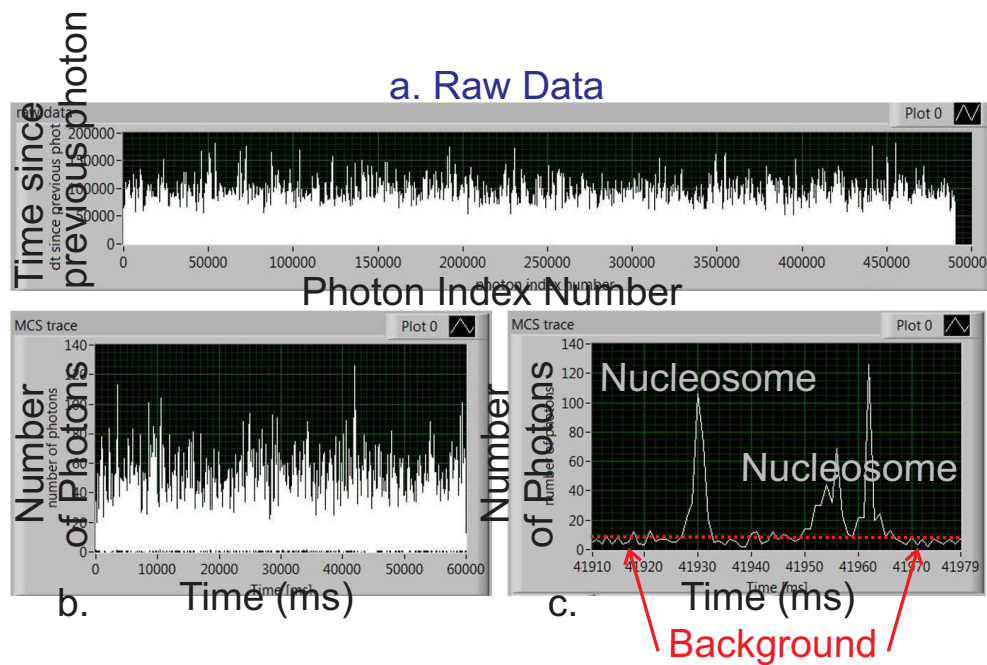 a. Raw Data
raw data
Plot 0
Time since
previous photon
dt since previous phot
200000
150000
100000
50000
0
0 50000 100000 150000 200000 250000 300000 350000 400000 450000 50000
photon index number
Photon Index Number
MCS trace
Plot 0
Number
of Photons
number of photons
140
120
100
80
60
40
20
0
0 10000 20000 30000 40000 50000 60000
Time [ms]
b.
Time (ms)
MCS trace
Plot 0
Number
of Photons
number of photons
140
120
100
80
60
40
20
0
Nucleosome
Nucleosome
41910 41920 41930 41940 41950 41960 41970 41979
Time [ms]
c.
Time (ms)
Background